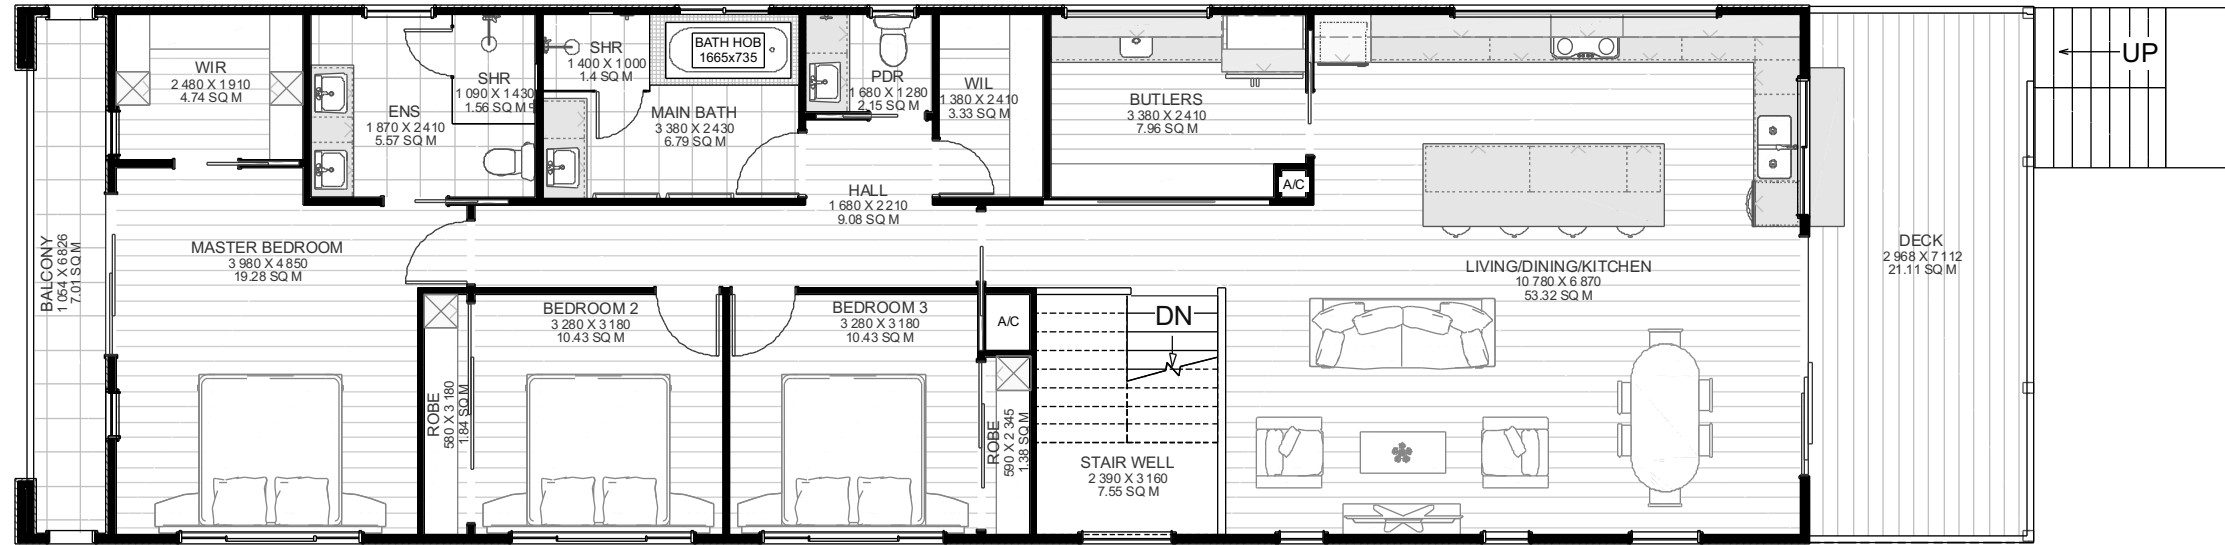 WIR
2 480 X 1 910
4.74 SQ M
ENS
1 870 X 2 410
5.57 SQ M
SHR
1 090 X 1 430
1.56 SQ M
SHR
1 400 X 1 000
1.4 SQ M
BATH HOB
1665x735
MAIN BATH
3 380 X 2 430
6.79 SQ M
PDR
1 680 X 1 280
2.15 SQ M
WIL
1 380 X 2 410
3.33 SQ M
BUTLERS
3 380 X 2 410
7.96 SQ M
A/C
UP
HALL
1 680 X 2 210
9.08 SQ M
BALCONY
1 054 X 6 826
7.01 SQ M
MASTER BEDROOM
3 980 X 4 850
19.28 SQ M
LIVING/DINING/KITCHEN
10 780 X 6 870
53.32 SQ M
DECK
2 968 X 7 112
21.11 SQ M
BEDROOM 2
3 280 X 3 180
10.43 SQ M
BEDROOM 3
3 280 X 3 180
10.43 SQ M
A/C
DN
ROBE
580 X 3 180
1.84 SQ M
ROBE
590 X 2 345
1.38 SQ M
STAIR WELL
2 390 X 3 160
7.55 SQ M